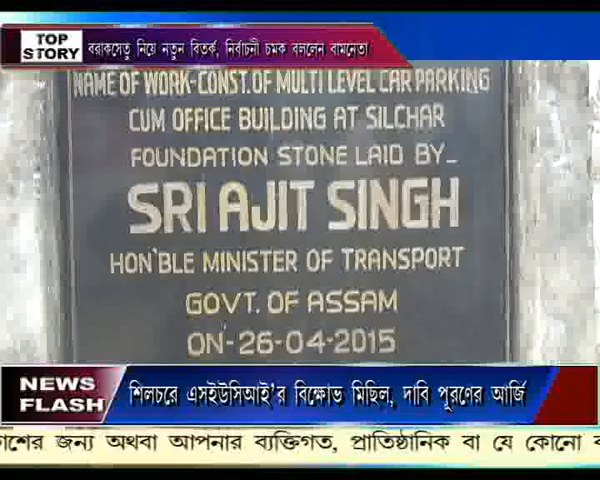 TOP STORY
বরাকসেতু নিয়ে নতুন বিতর্ক, নির্বাচনী চমক বললেন বামনেতা
NAME OF WORK-CONST. OF MULTI LEVEL CAR PARKING
CUM OFFICE BUILDING AT SILCHAR
FOUNDATION STONE LAID BY_
SRI AJIT SINGH
HON'BLE MINISTER OF TRANSPORT
GOVT. OF ASSAM
ON-26-04-2015
NEWS FLASH
শিলচরে এসইউসিআই'র বিক্ষোভ মিছিল, দাবি পূরণের আর্জি
জন্য অথবা আপনার ব্যক্তিগত, প্রাতিষ্ঠানিক বা যে কোনো